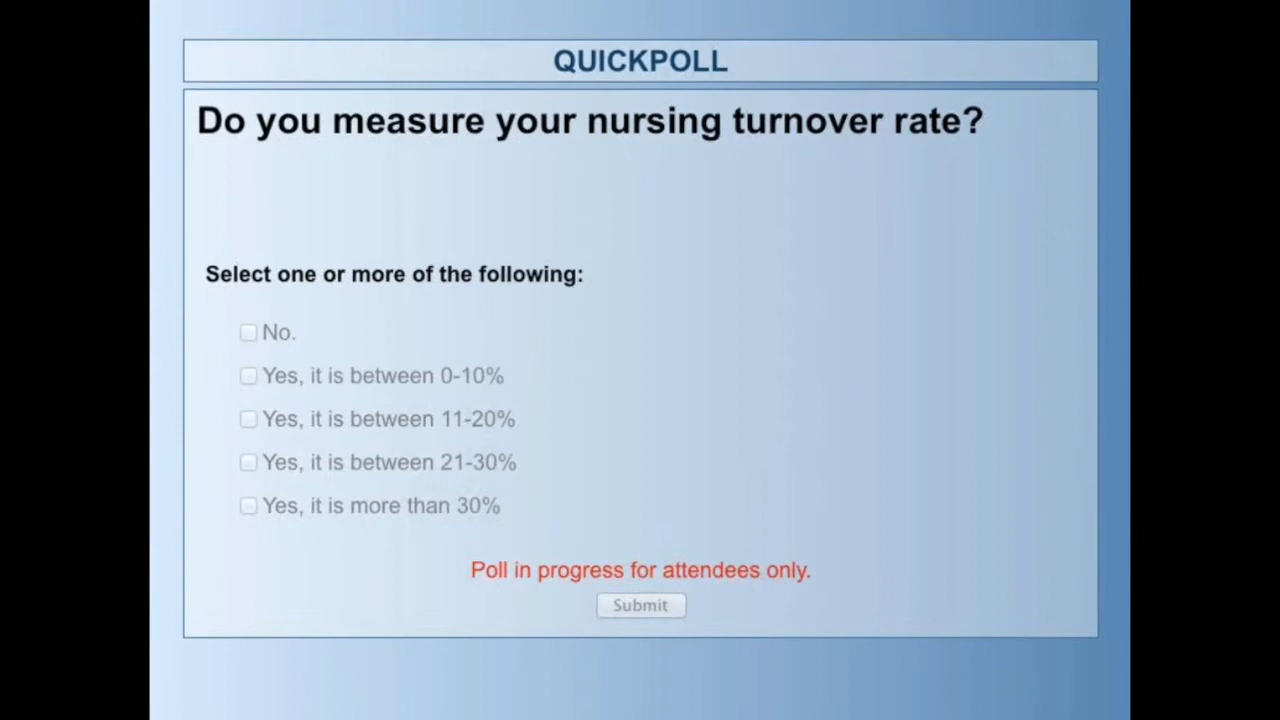 QUICKPOLL
Do you measure your nursing turnover rate?
Select one or more of the following:
No.
Yes, it is between 0-10%
Yes, it is between 11-20%
Yes, it is between 21-30%
Yes, it is more than 30%
Poll in progress for attendees only.
Submit